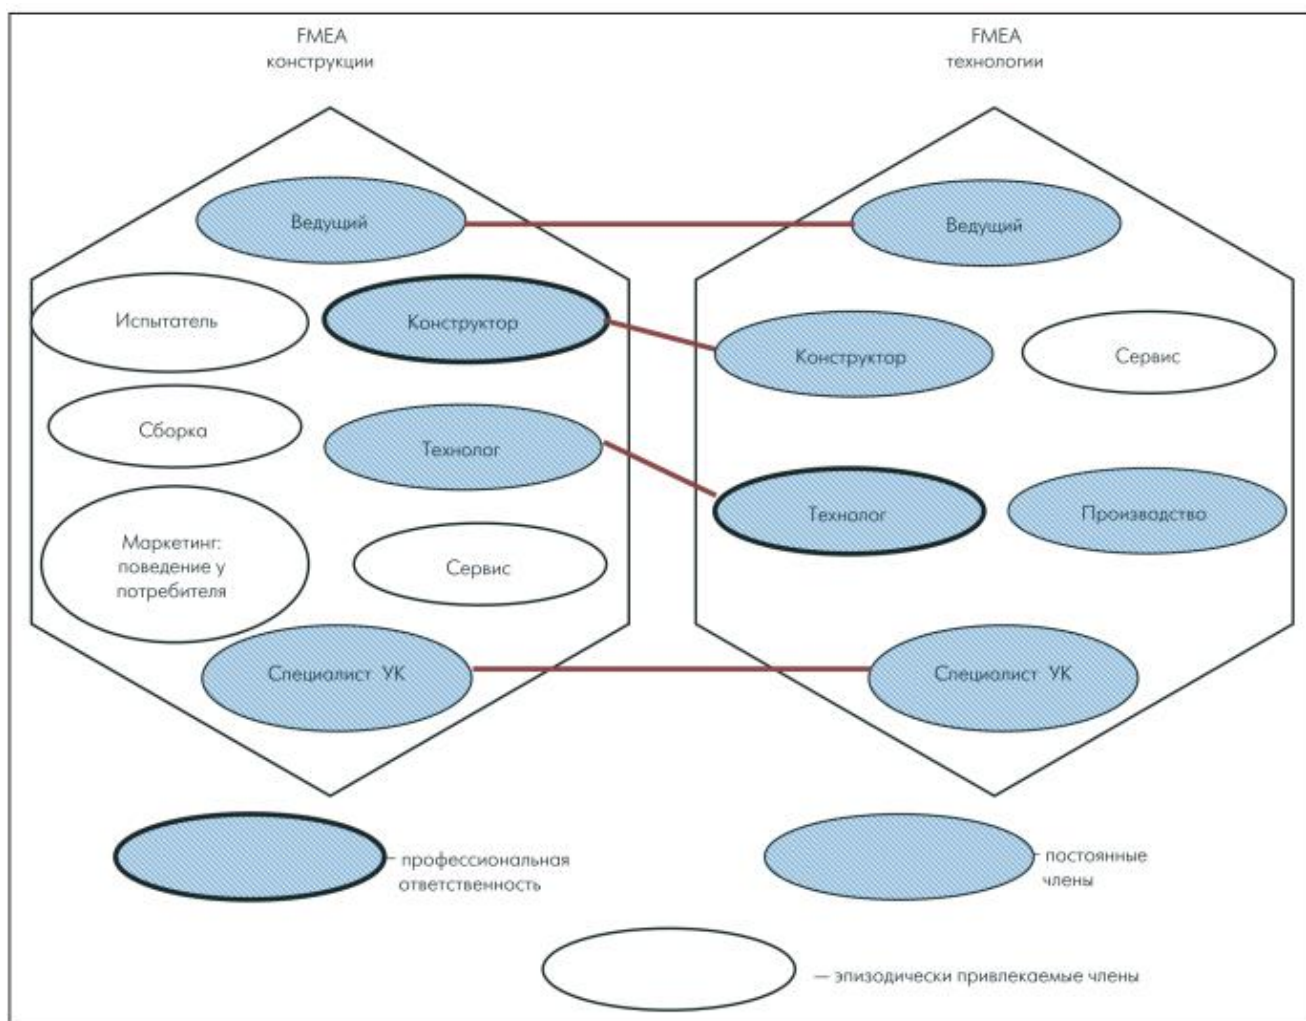 FMEA
конструкции
FMEA
технологии
Ведущий
Испытатель
Конструктор
Сборка
Технолог
Маркетинг:
поведение у
потребителя
Сервис
Специалист УК
Ведущий
Конструктор
Сервис
Технолог
Производство
Специалист УК
– профессиональная
ответственность
– постоянные
члены
— эпизодически привлекаемые члены